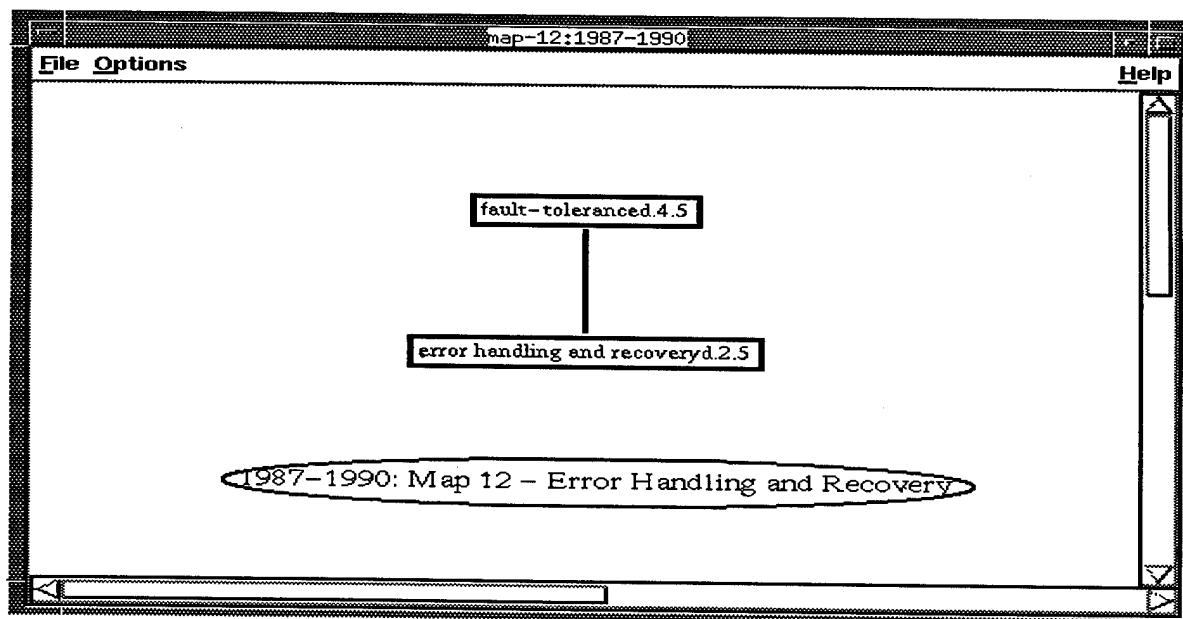 map-12:1987-1990
File Options
Help
fault-toleranced.4.5
error handling and recoveryd.2.5
1987-1990: Map 12 - Error Handling and Recovery